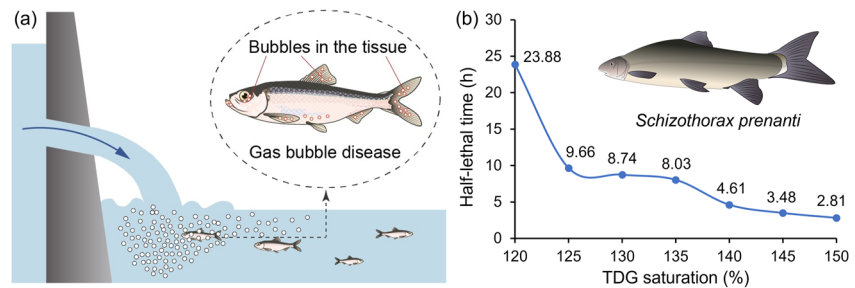 (a)
Bubbles in the tissue
Gas bubble disease
(b)
Half-lethal time (h)
30
25
20
15
10
5
0
23.88
9.66
8.74
8.03
4.61
3.48
2.81
Schizothorax prenanti
120 125 130 135 140 145 150
TDG saturation (%)